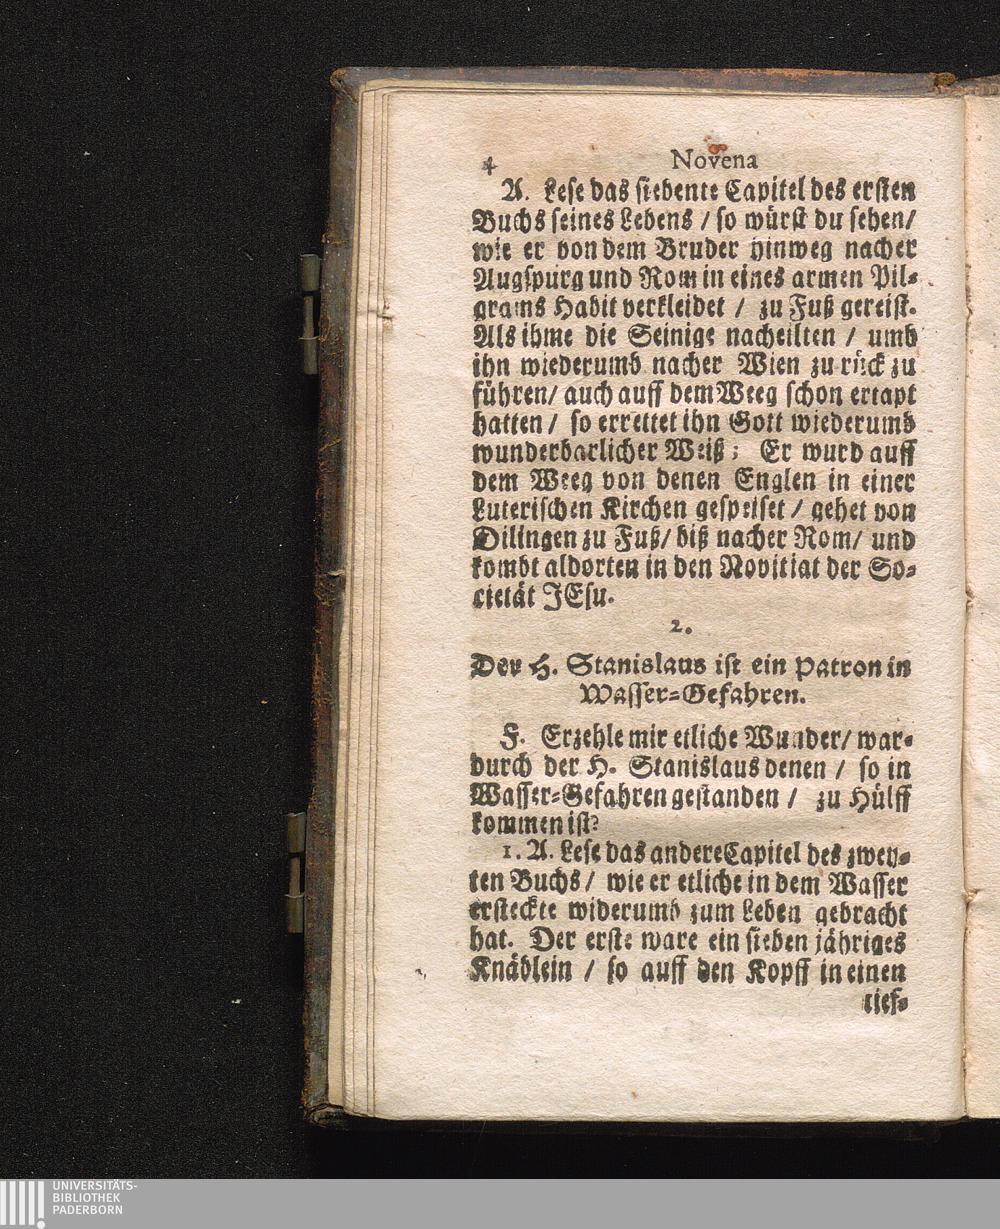 4 Novena
A. Lese das siebente Capitel des ersten
Buchs seines Lebens / so würst du sehen/
wie er von dem Bruder hinweg nacher
Augspurg und Rom in eines armen Pil-
grams Habit verkleidet / zu Fuß gereist.
Als ihme die Seinige nacheilten / umb
ihn wiederumb nacher Wien zu rück zu
führen/ auch auff dem Weeg schon ertapt
hatten / so errettet ihn Gott wiederumb
wunderbarlicher Weiß; Er wurd auff
dem Weeg von denen Englen in einer
Luterischen Kirchen gespeiset / gehet von
Dilingen zu Fuß/ biß nacher Rom/ und
kombt aldorten in den Novitiat der So-
cietät JEsu.
2.
Der H. Stanislaus ist ein Patron in
Wasser-Gefahren.
F. Erzehle mir etliche Wunder/ war-
durch der H. Stanislaus denen / so in
Wasser-Gefahren gestanden / zu Hülff
kommen ist?
1. A. Lese das andere Capitel des zwey-
ten Buchs / wie er etliche in dem Wasser
ersteckte widerumb zum Leben gebracht
hat. Der erste ware ein sieben jähriges
Knäblein / so auff den Kopff in einen
tief-
UNIVERSITÄTS-
BIBLIOTHEK
PADERBORN